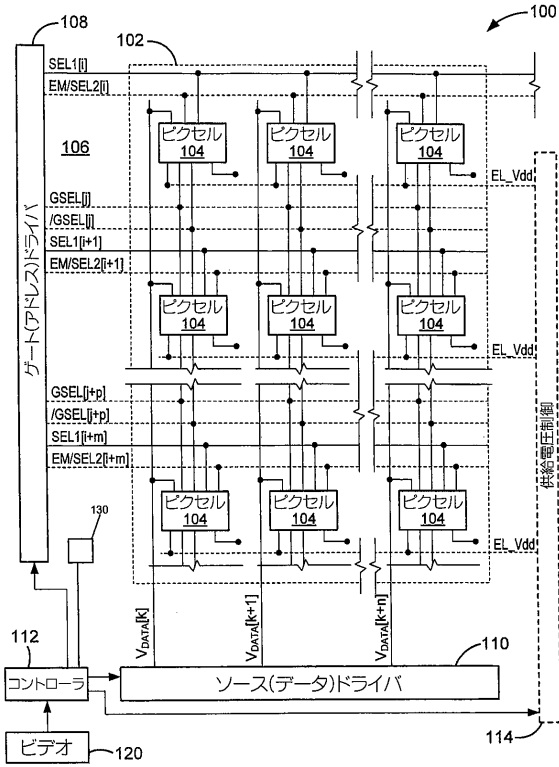 108
102
100
SEL1[i]
EM/SEL2[i]
106
ピクセル
104
ピクセル
104
ピクセル
104
EL_Vdd
GSEL[j]
/GSEL[j]
SEL1[i+1]
EM/SEL2[i+1]
ゲート(アドレス)ドライバ
ピクセル
104
ピクセル
104
ピクセル
104
EL_Vdd
GSEL[j+p]
/GSEL[j+p]
SEL1[i+m]
EM/SEL2[i+m]
供給電圧制御
ピクセル
104
ピクセル
104
ピクセル
104
EL_Vdd
130
VDATA[k]
VDATA[k+1]
VDATA[k+n]
112
110
コントローラ
ソース(データ)ドライバ
114
ビデオ
120